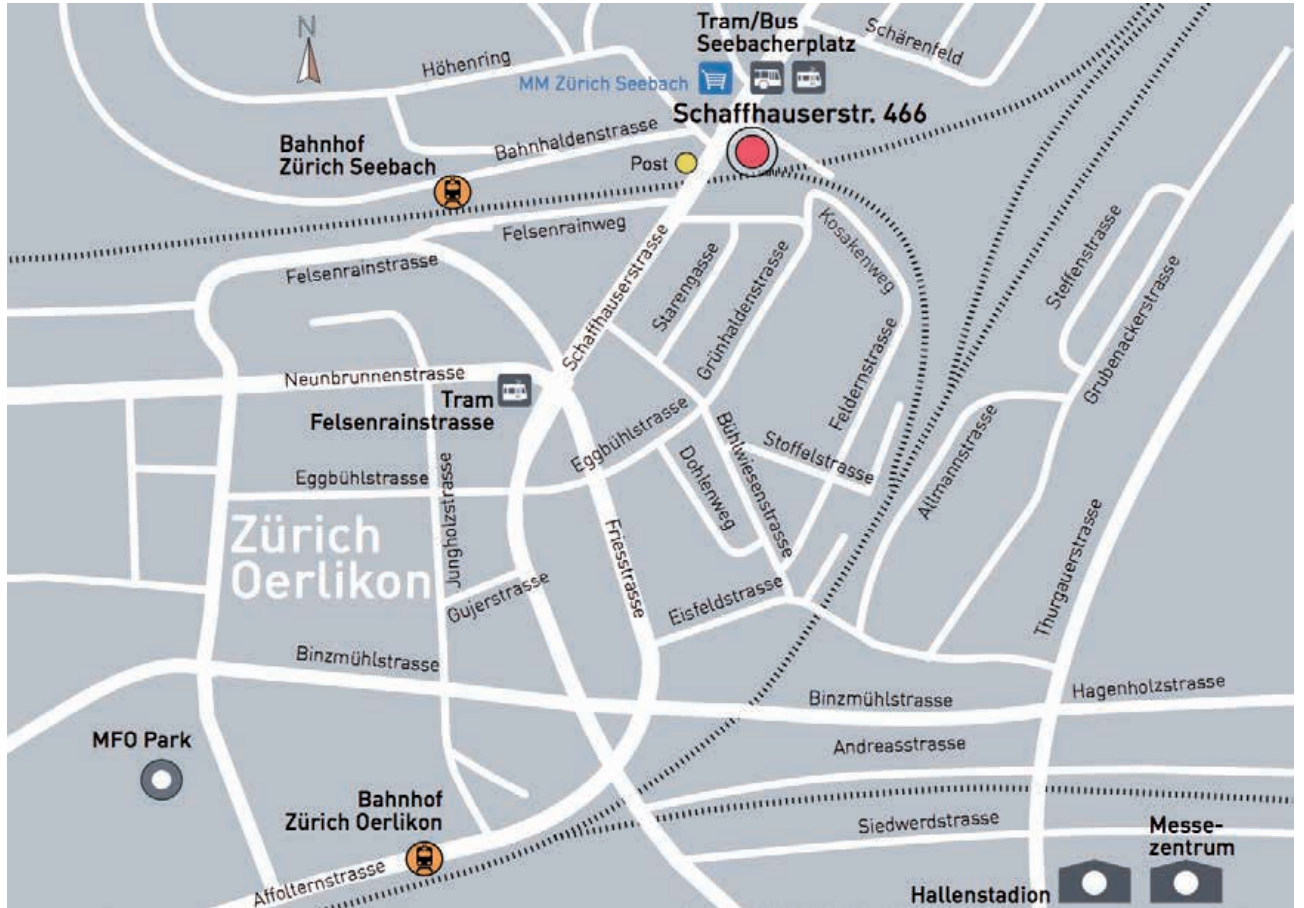 N
Tram/Bus
Seebacherplatz
Schärenfeld
Höhenring
MM Zürich Seebach
Schaffhauserstr. 466
Bahnhaldenstrasse
Bahnhof
Zürich Seebach
Post
Felsenrainweg
Kosakenweg
Felsenrainstrasse
Schaffhauserstrasse
Starengasse
Grünhaldenstrasse
Steffenstrasse
Grubenackerstrasse
Neunbrunnenstrasse
Tram
Felsenrainstrasse
Feldernstrasse
Eggbühlstrasse
Eggbühlstrasse
Bühlwiesenstrasse
Stoffelstrasse
Dohlenweg
Allmannstrasse
Jungholzstrasse
Zürich
Oerlikon
Friesstrasse
Gujerstrasse
Eisfeldstrasse
Thurgauerstrasse
Binzmühlstrasse
Binzmühlstrasse
Hagenholzstrasse
MFO Park
Andreasstrasse
Bahnhof
Zürich Oerlikon
Siedwerdstrasse
Messe-
zentrum
Affolternstrasse
Hallenstadion